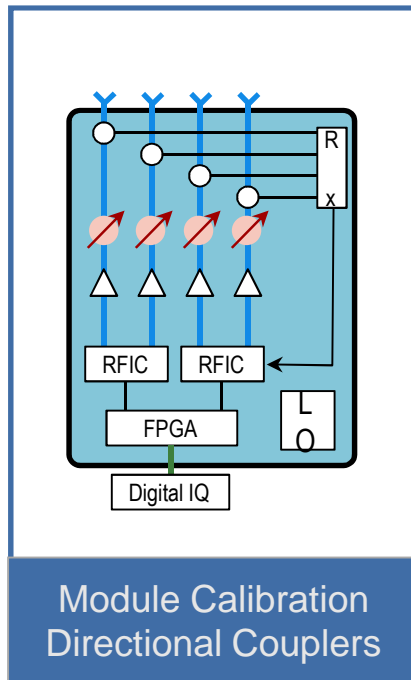 R
x
RFIC
RFIC
FPGA
L
O
Digital IQ
Module Calibration
Directional Couplers